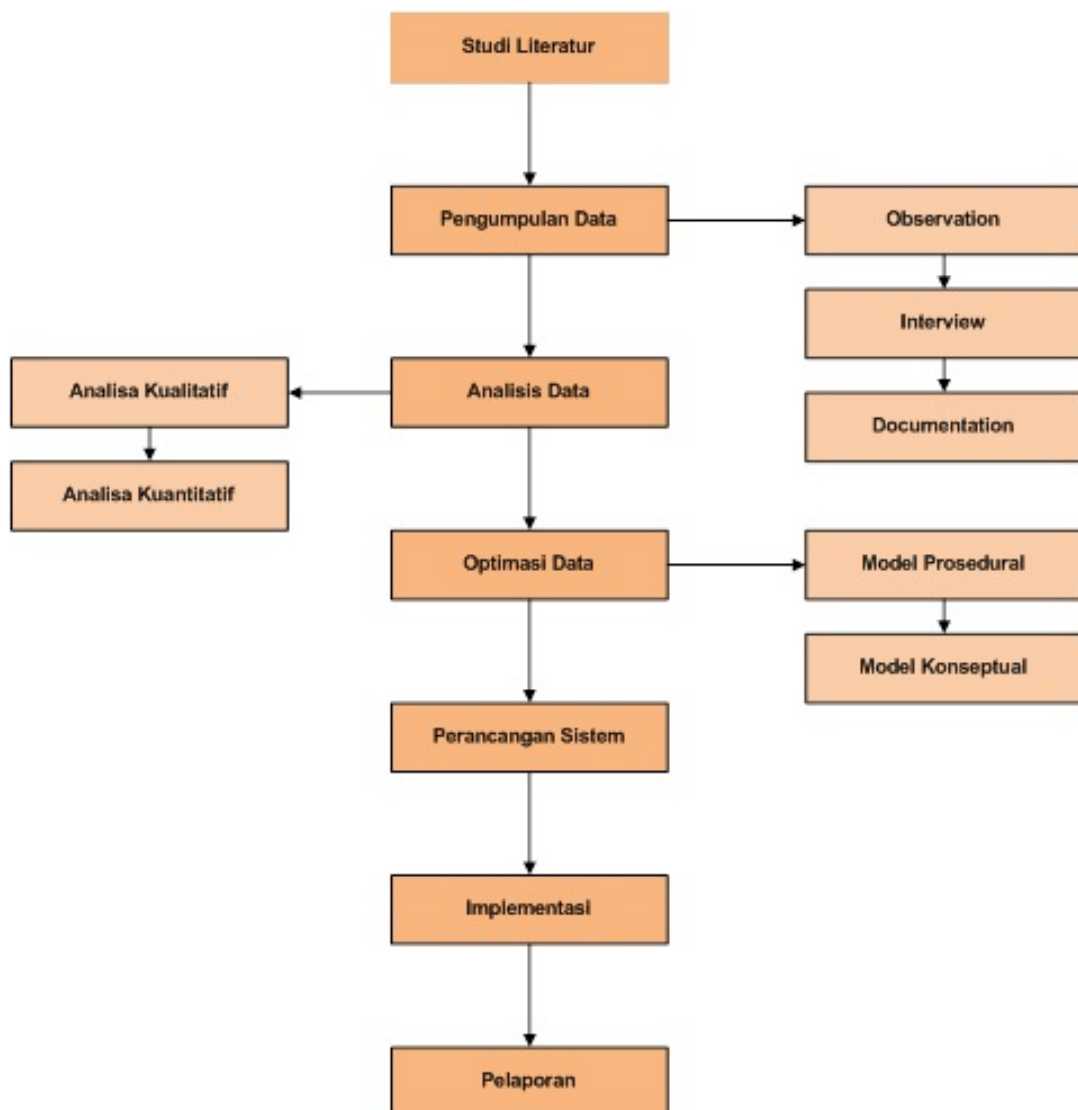 Studi Literatur
Pengumpulan Data
Observation
Interview
Documentation
Analisis Data
Analisa Kualitatif
Analisa Kuantitatif
Optimasi Data
Model Prosedural
Model Konseptual
Perancangan Sistem
Implementasi
Pelaporan